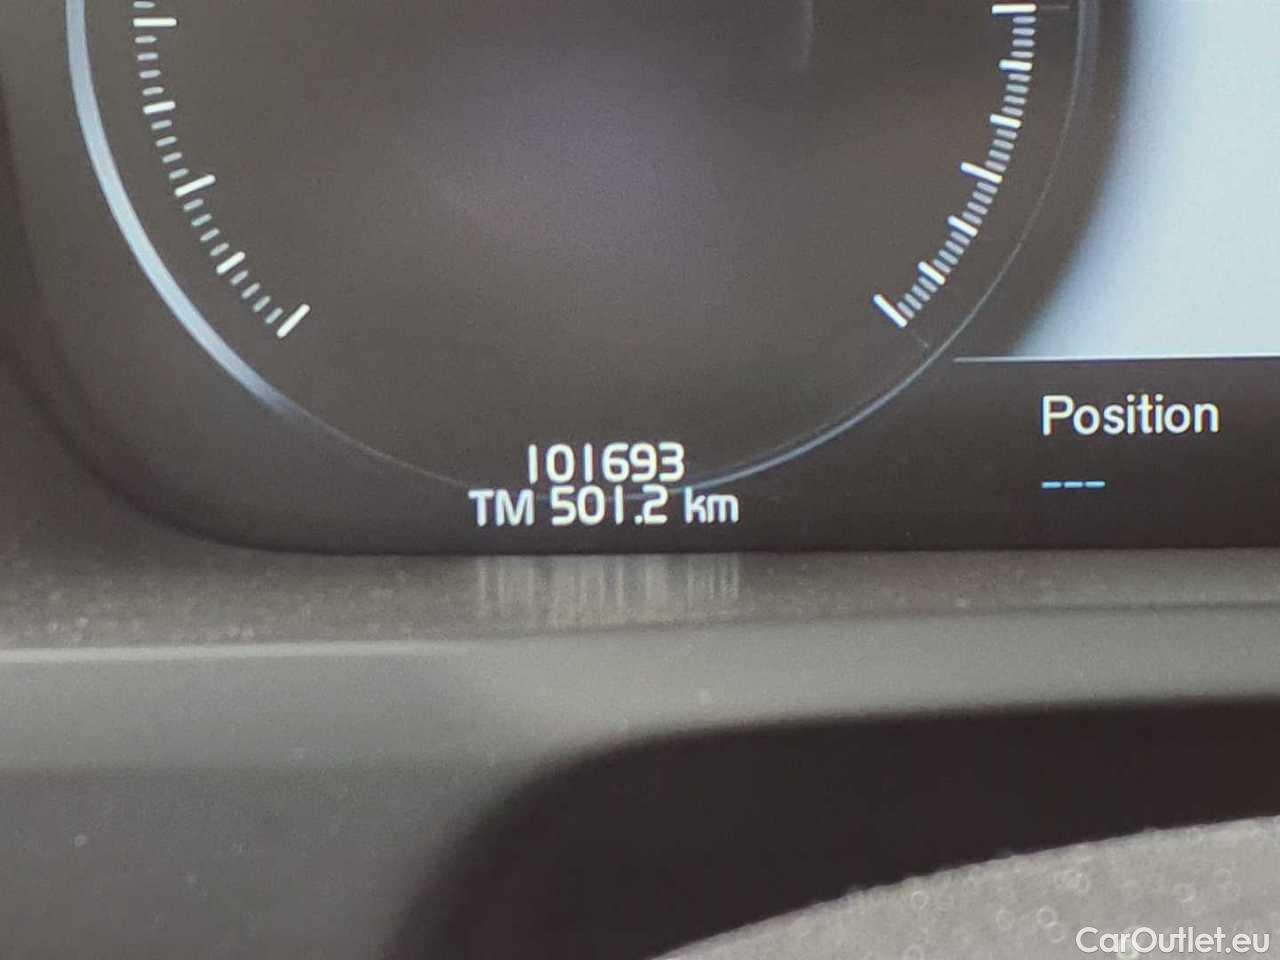 101693
TM 501.2 km
Position
---
CarOutlet.eu